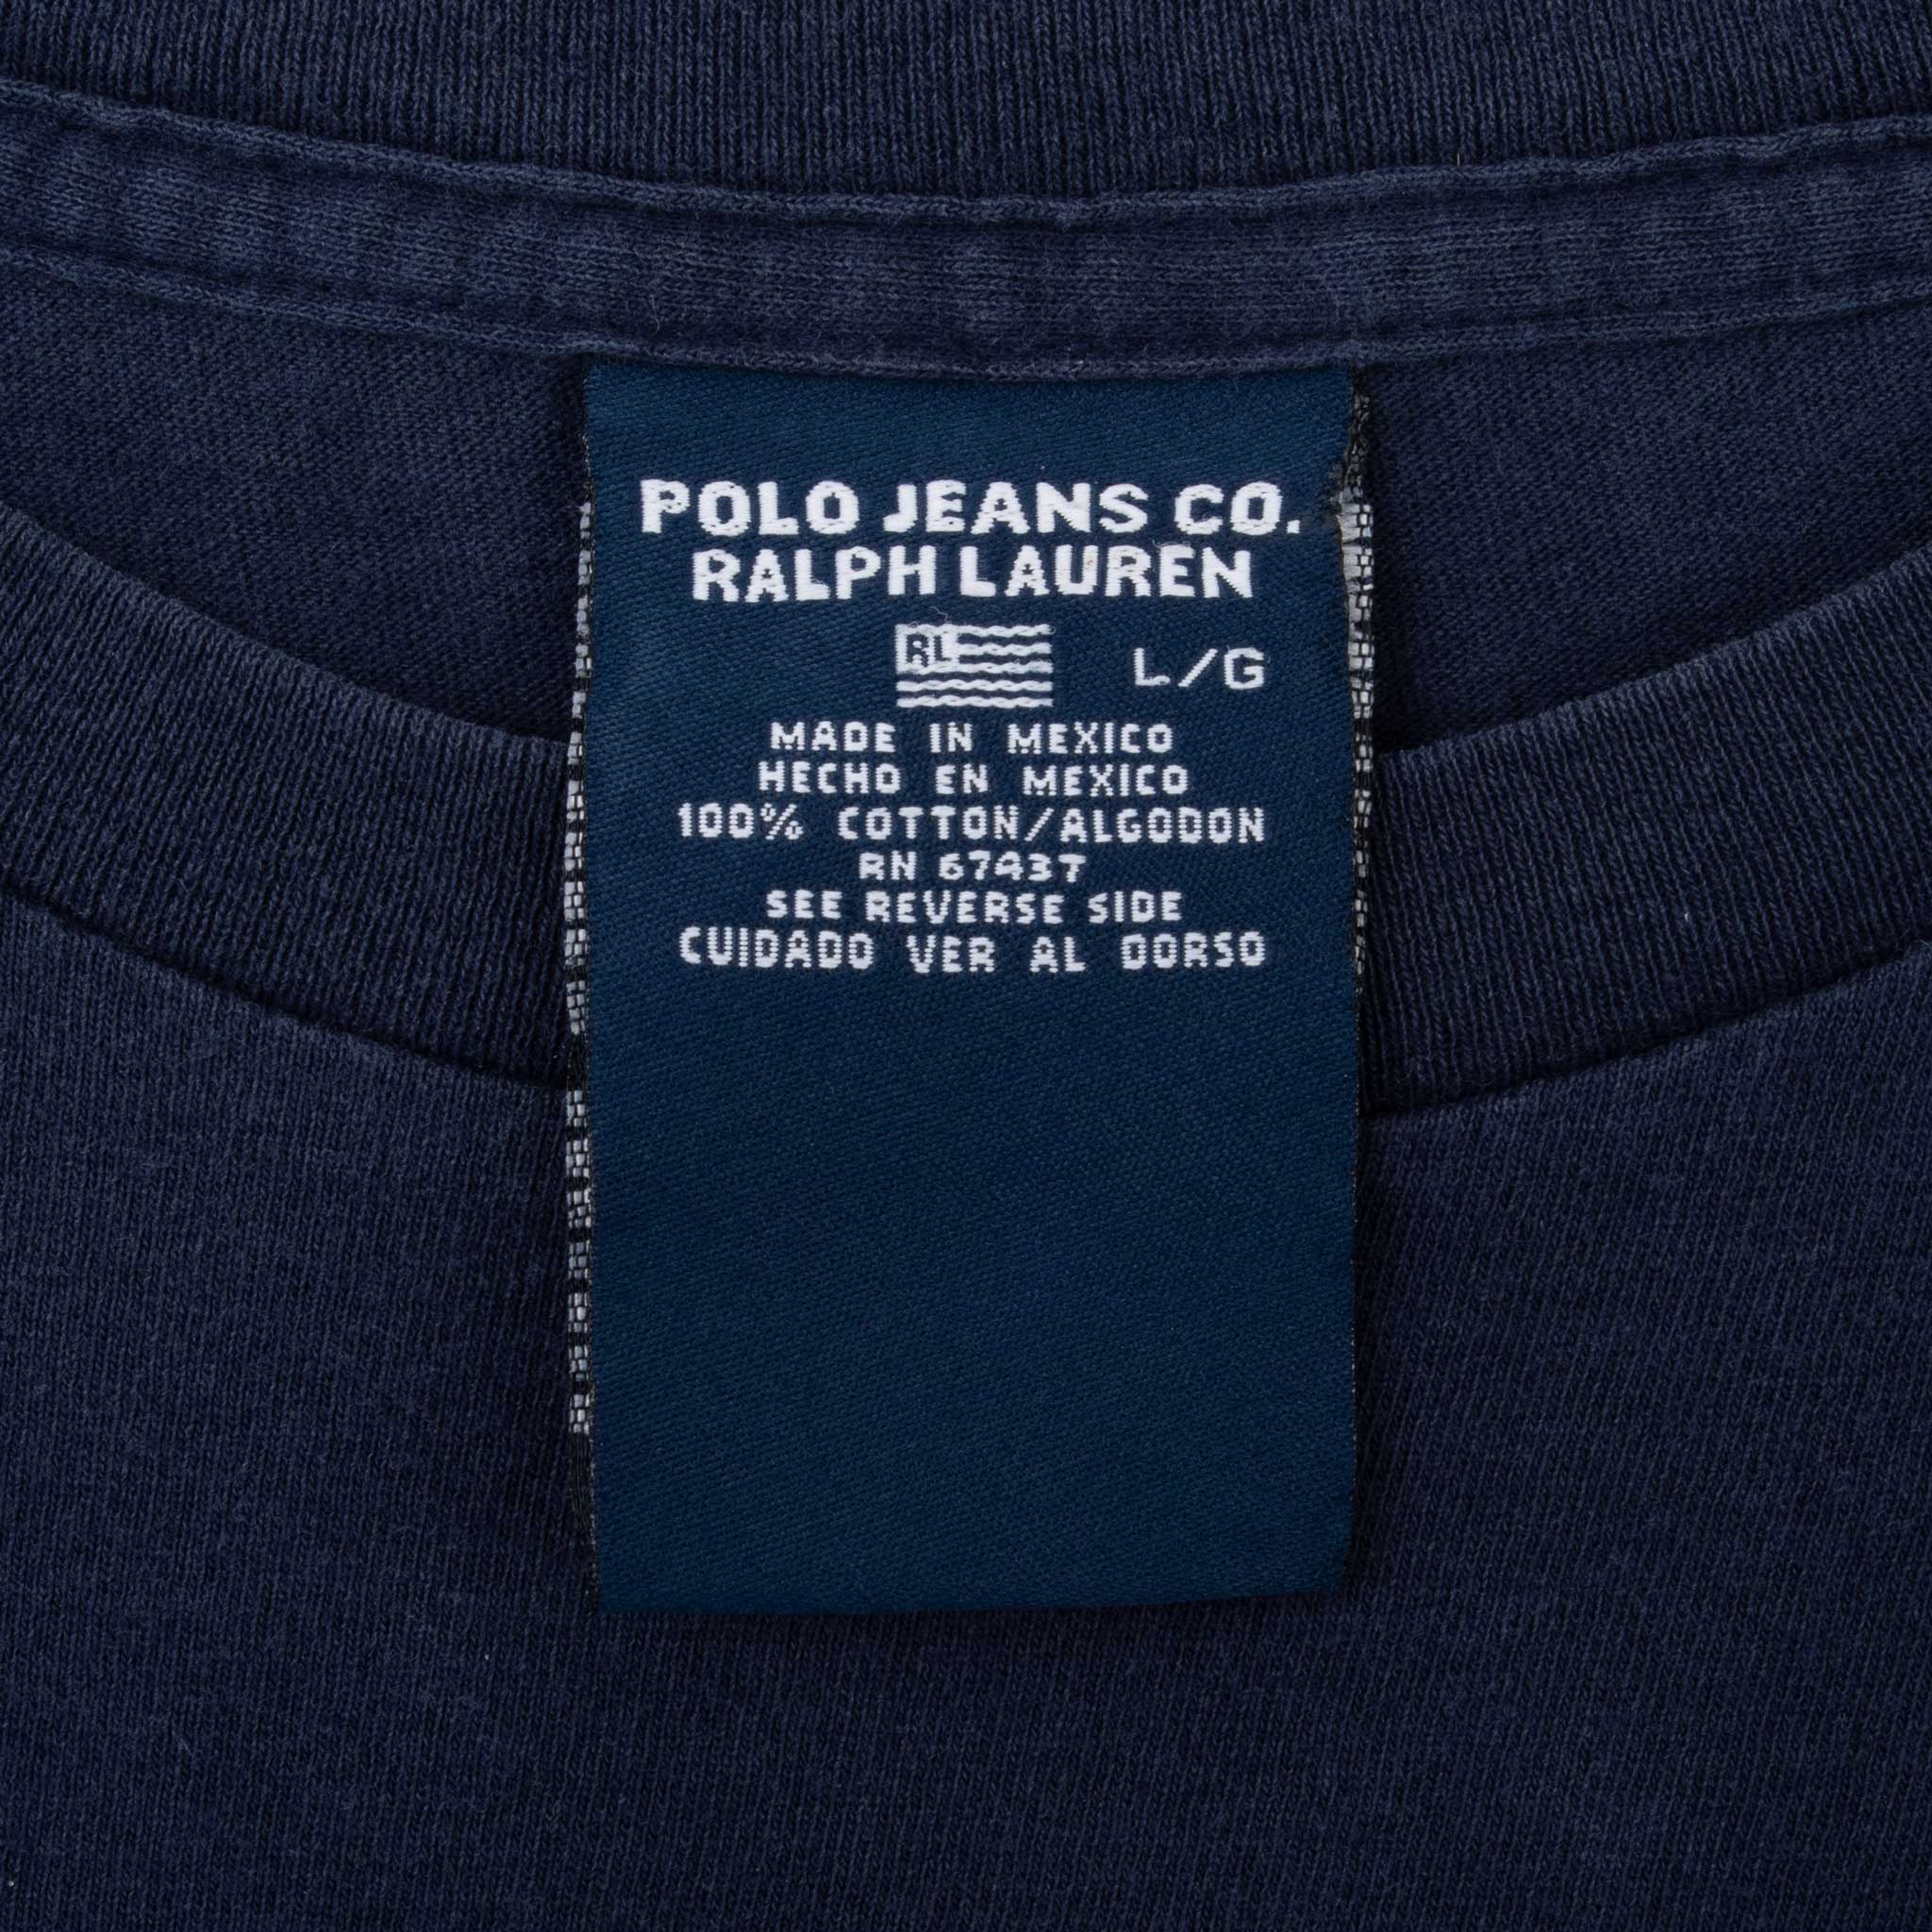 POLO JEANS CO.
RALPH LAUREN
RL
L/G
MADE IN MEXICO
HECHO EN MEXICO
100% COTTON/ALGODON
RN 67437
SEE REVERSE SIDE
CUIDADO VER AL DORSO